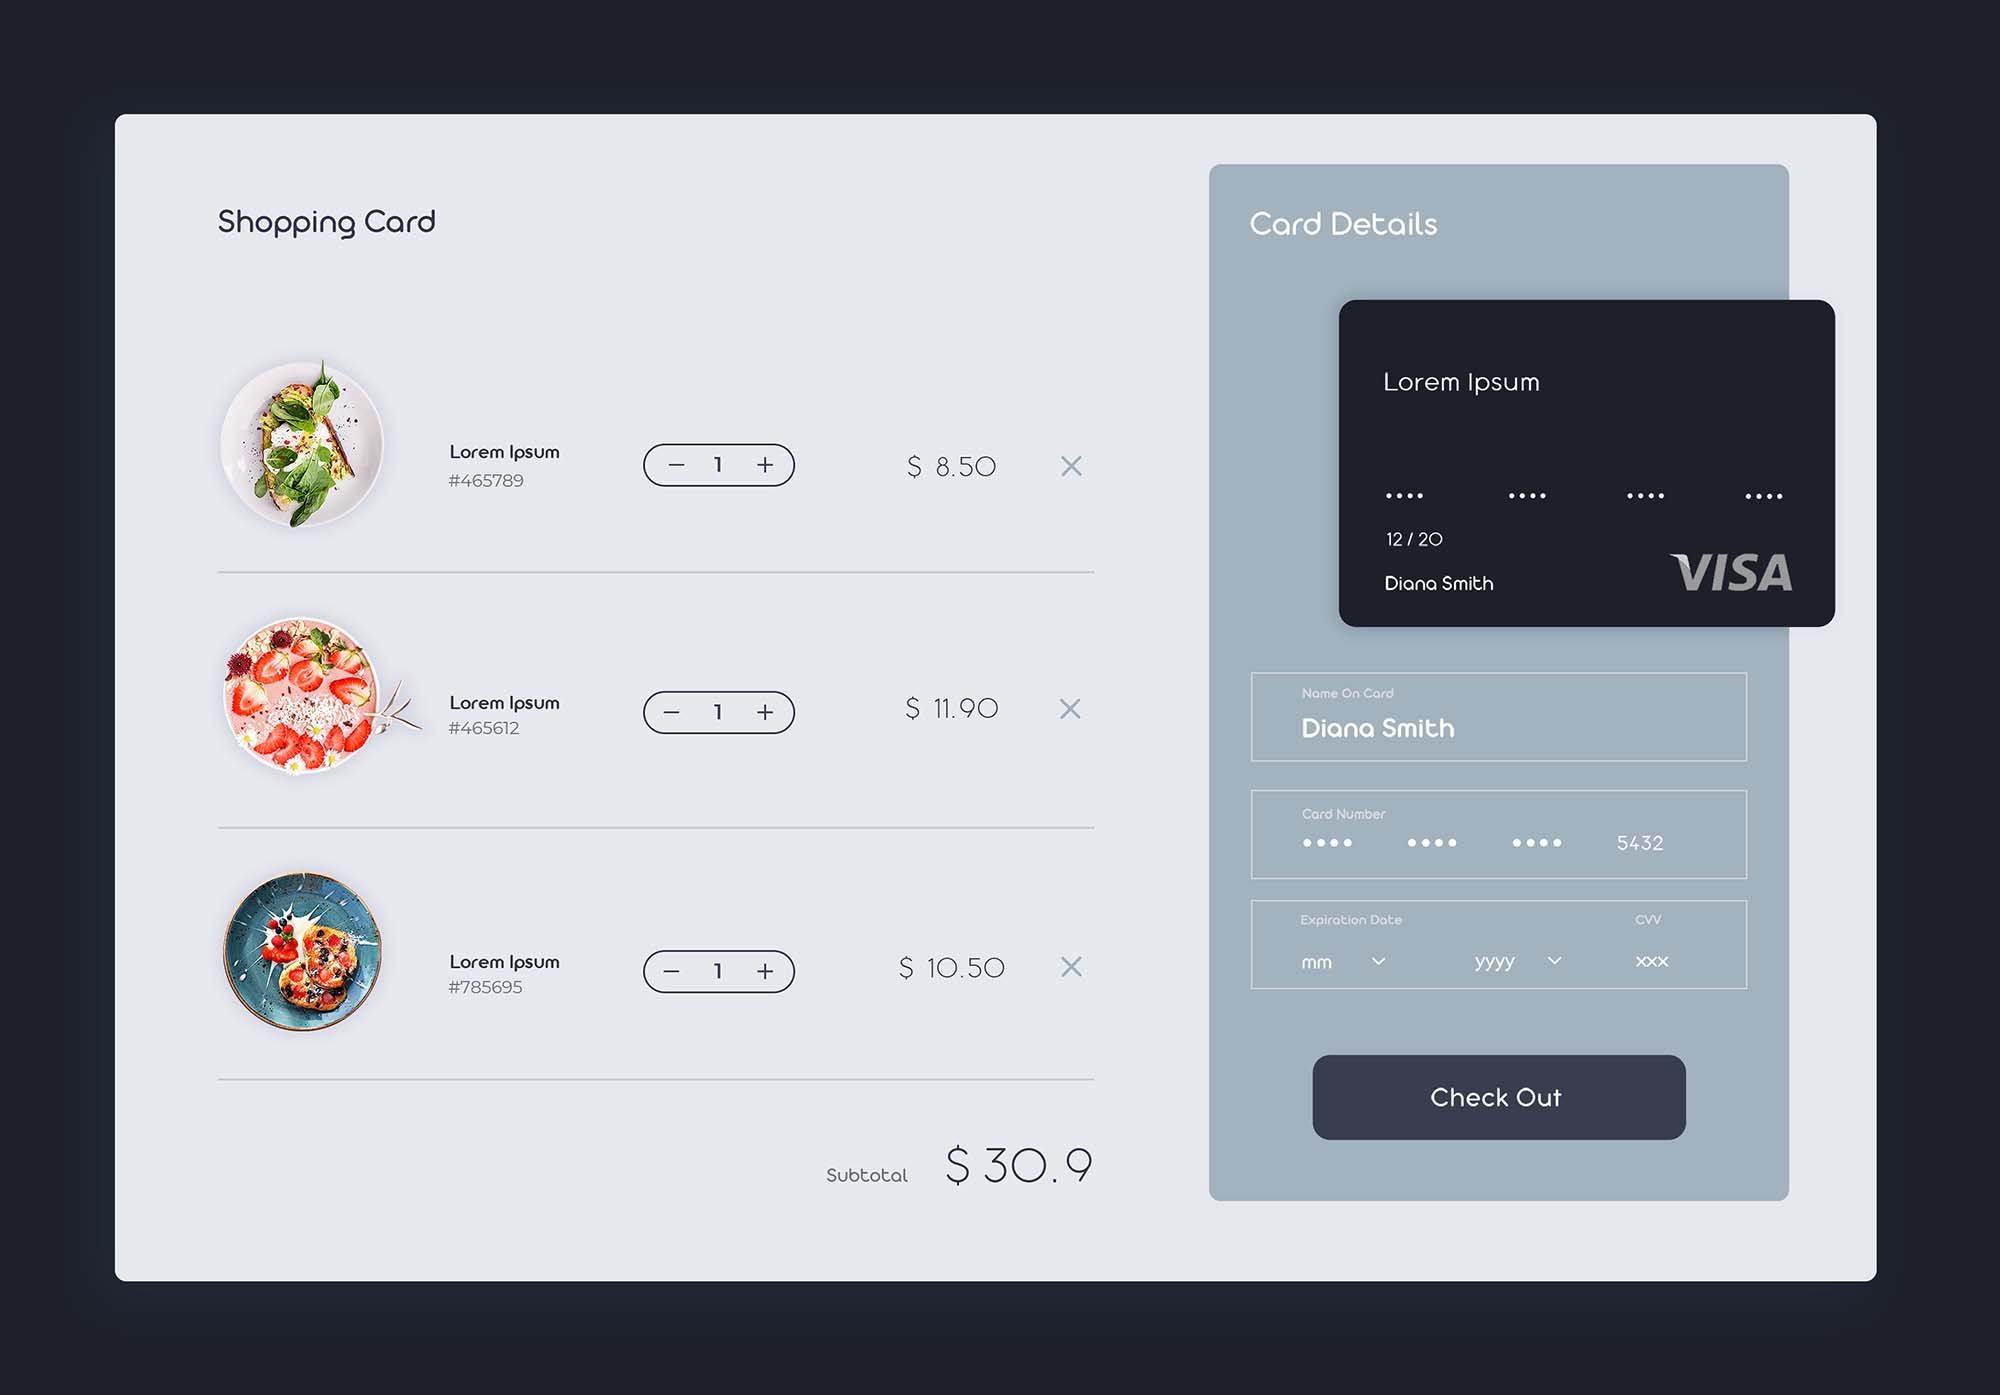 Shopping Card
Lorem Ipsum
#465789
− 1 +
$ 8.50
×
Lorem Ipsum
#465612
− 1 +
$ 11.90
×
Lorem Ipsum
#785695
− 1 +
$ 10.50
×
Subtotal $ 30.9
Card Details
Lorem Ipsum
•••• •••• •••• ••••
12 / 20
Diana Smith
VISA
Name On Card
Diana Smith
Card Number
•••• •••• •••• 5432
Expiration Date CVV
mm yyyy xxx
Check Out